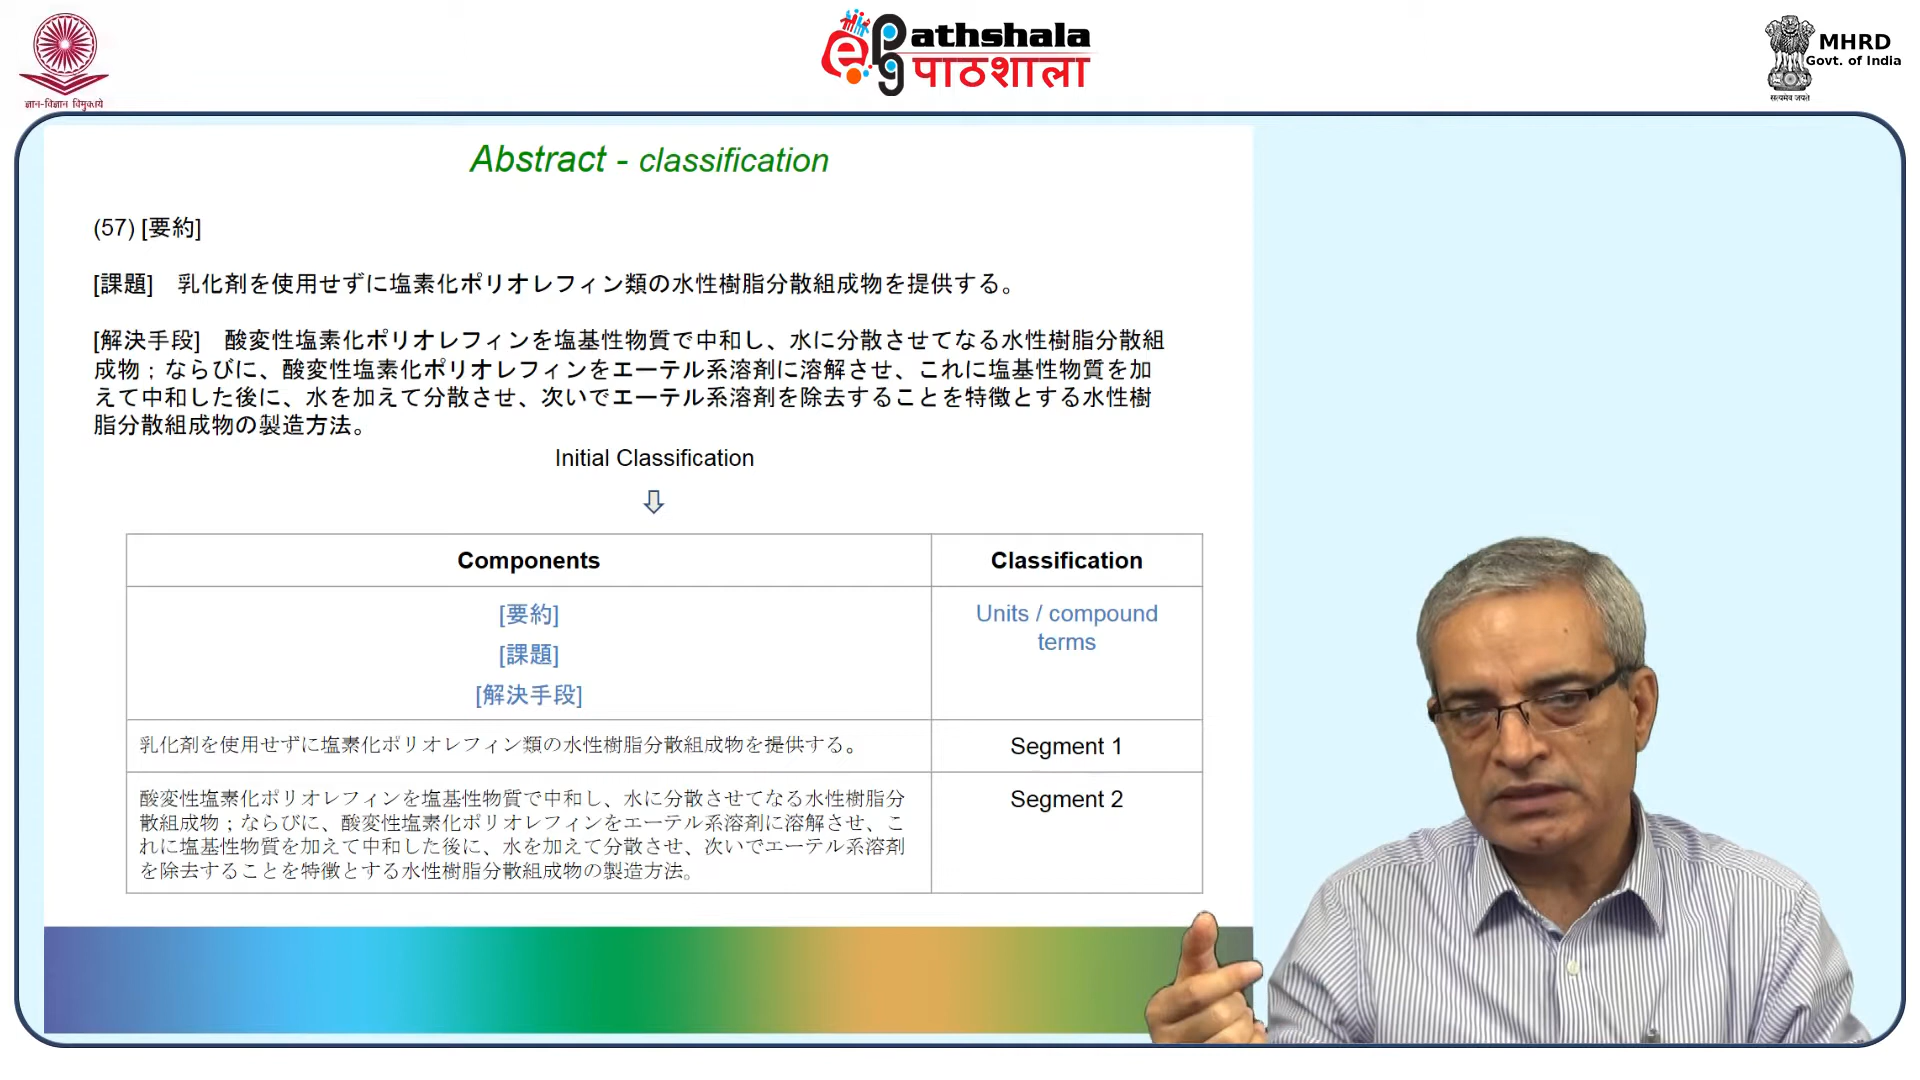 ज्ञान-विज्ञान विमुक्तये
ePathshala
पाठशाला
MHRD
Govt. of India
सत्यमेव जयते
Abstract - classification
(57) [要約]
[課題]　乳化剤を使用せずに塩素化ポリオレフィン類の水性樹脂分散組成物を提供する。
[解決手段]　酸変性塩素化ポリオレフィンを塩基性物質で中和し、水に分散させてなる水性樹脂分散組
成物；ならびに、酸変性塩素化ポリオレフィンをエーテル系溶剤に溶解させ、これに塩基性物質を加
えて中和した後に、水を加えて分散させ、次いでエーテル系溶剤を除去することを特徴とする水性樹
脂分散組成物の製造方法。
Initial Classification
Components
Classification
[要約]
[課題]
[解決手段]
Units / compound
terms
乳化剤を使用せずに塩素化ポリオレフィン類の水性樹脂分散組成物を提供する。
Segment 1
酸変性塩素化ポリオレフィンを塩基性物質で中和し、水に分散させてなる水性樹脂分
散組成物；ならびに、酸変性塩素化ポリオレフィンをエーテル系溶剤に溶解させ、こ
れに塩基性物質を加えて中和した後に、水を加えて分散させ、次いでエーテル系溶剤
を除去することを特徴とする水性樹脂分散組成物の製造方法。
Segment 2